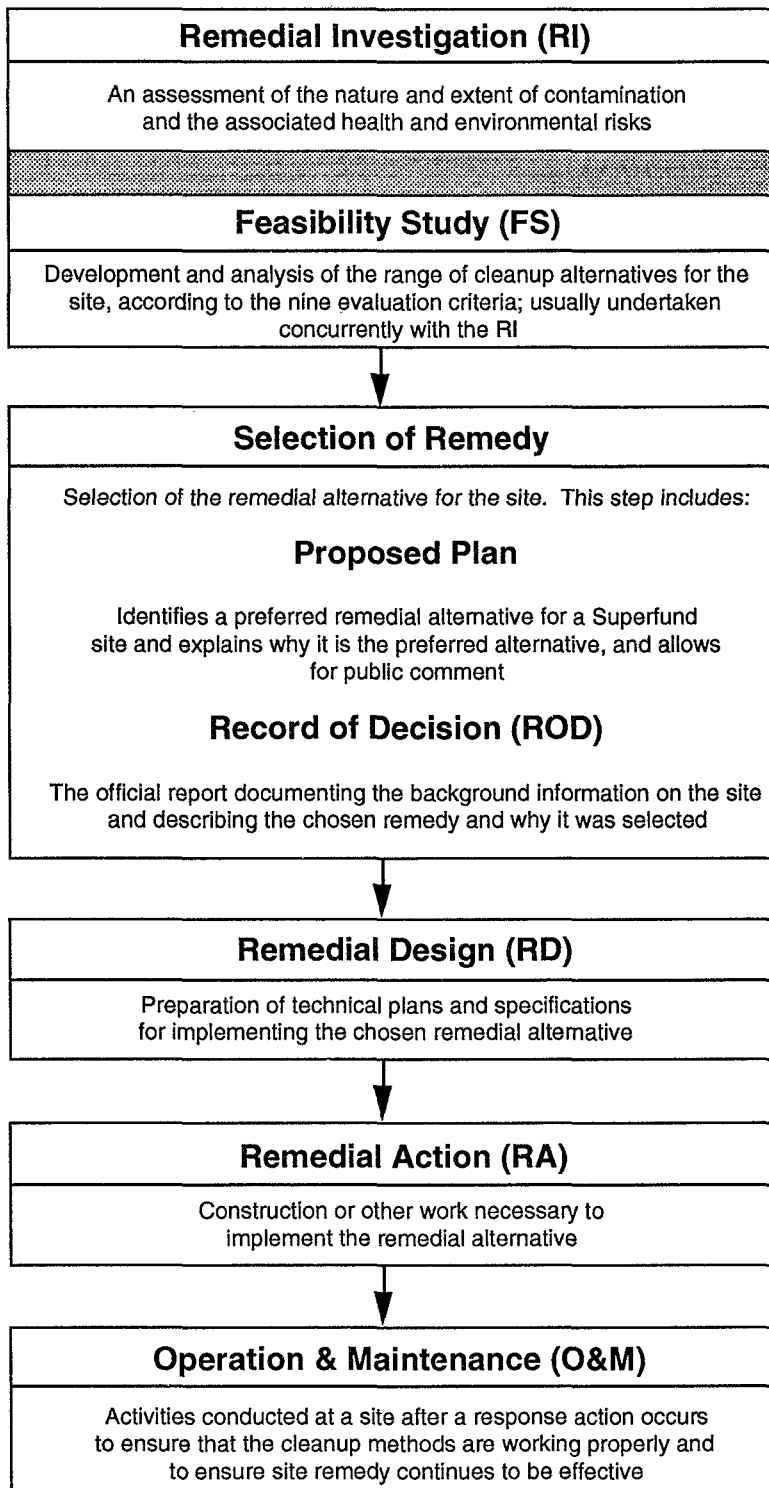 Remedial Investigation (RI)
An assessment of the nature and extent of contamination
and the associated health and environmental risks
Feasibility Study (FS)
Development and analysis of the range of cleanup alternatives for the
site, according to the nine evaluation criteria; usually undertaken
concurrently with the RI
Selection of Remedy
Selection of the remedial alternative for the site. This step includes:
Proposed Plan
Identifies a preferred remedial alternative for a Superfund
site and explains why it is the preferred alternative, and allows
for public comment
Record of Decision (ROD)
The official report documenting the background information on the site
and describing the chosen remedy and why it was selected
Remedial Design (RD)
Preparation of technical plans and specifications
for implementing the chosen remedial alternative
Remedial Action (RA)
Construction or other work necessary to
implement the remedial alternative
Operation & Maintenance (O&M)
Activities conducted at a site after a response action occurs
to ensure that the cleanup methods are working properly and
to ensure site remedy continues to be effective